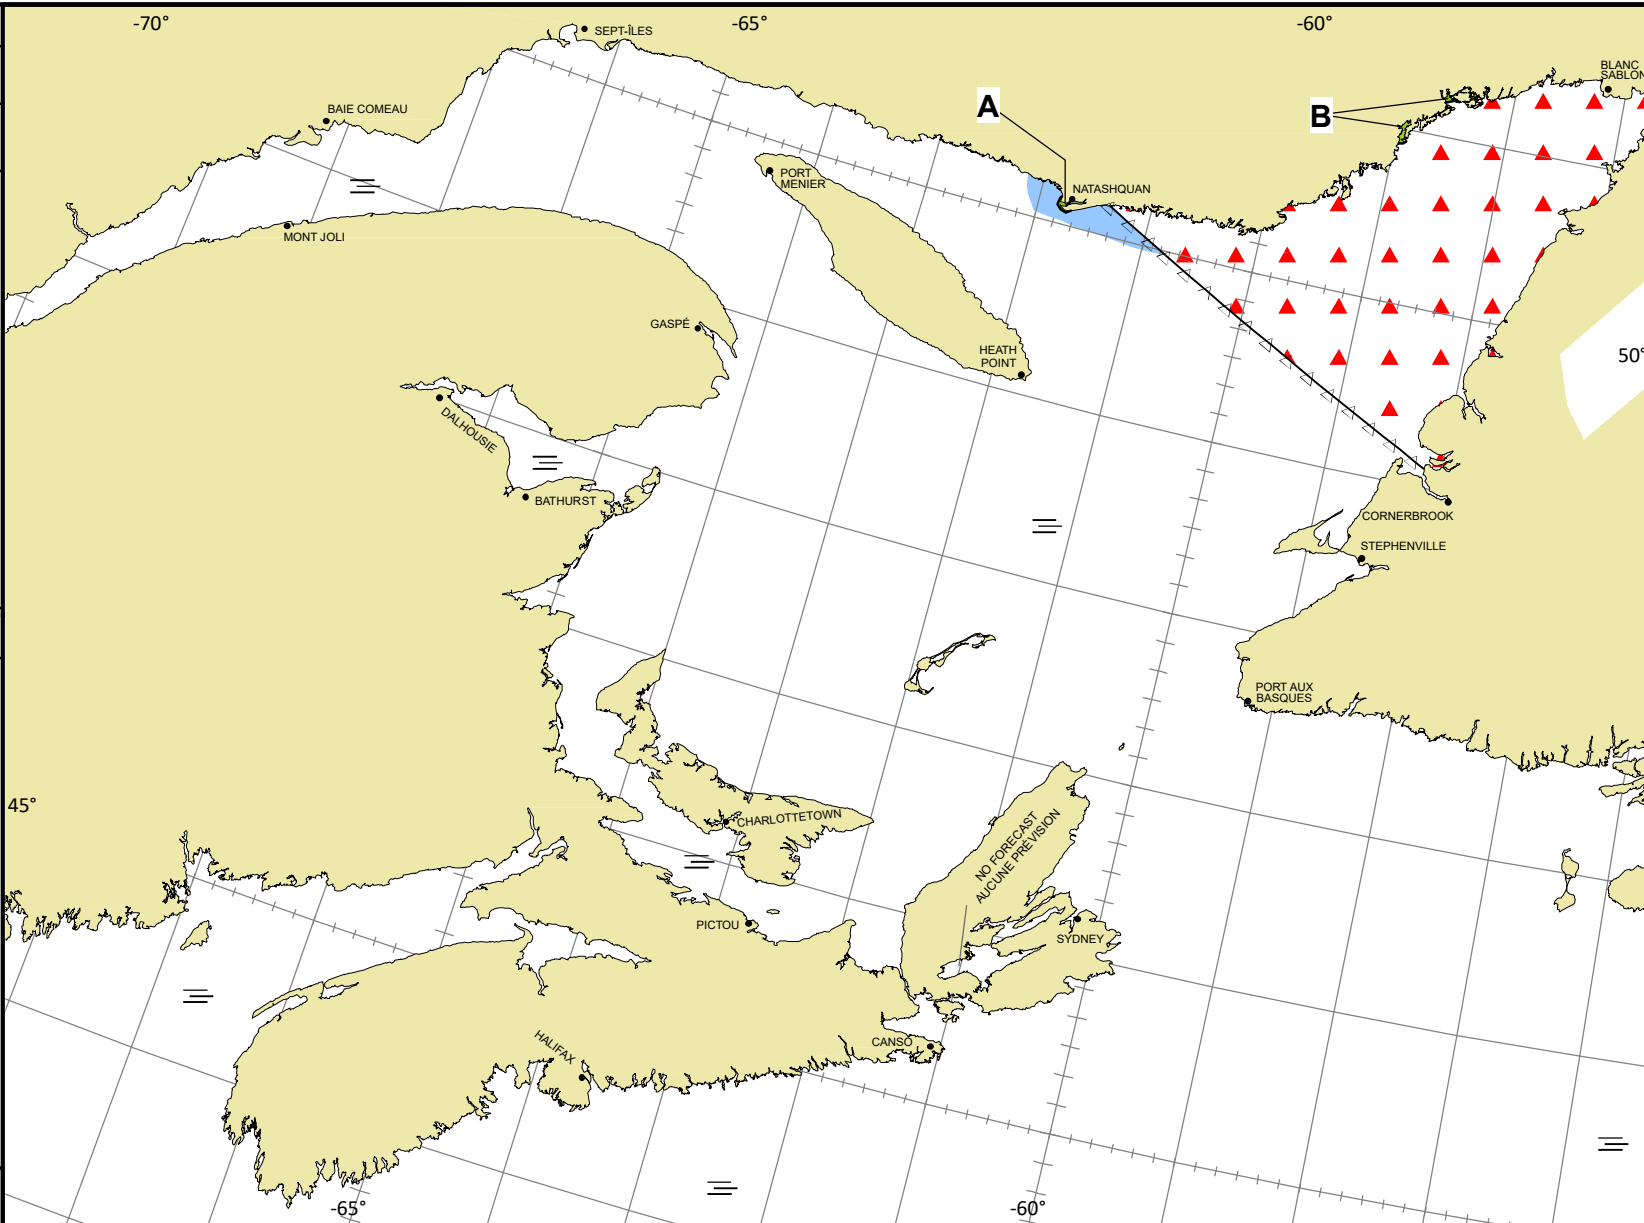 -70°
-65°
-60°
SEPT-ÎLES
BLANC
SABLON
BAIE COMEAU
A
B
PORT
MENIER
NATASHQUAN
MONT JOLI
GASPÉ
HEATH
POINT
50°
DALHOUSIE
BATHURST
CORNERBROOK
STEPHENVILLE
PORT AUX
BASQUES
45°
CHARLOTTETOWN
NO FORECAST
AUCUNE PRÉVISION
PICTOU
SYDNEY
HALIFAX
CANSO
-65°
-60°